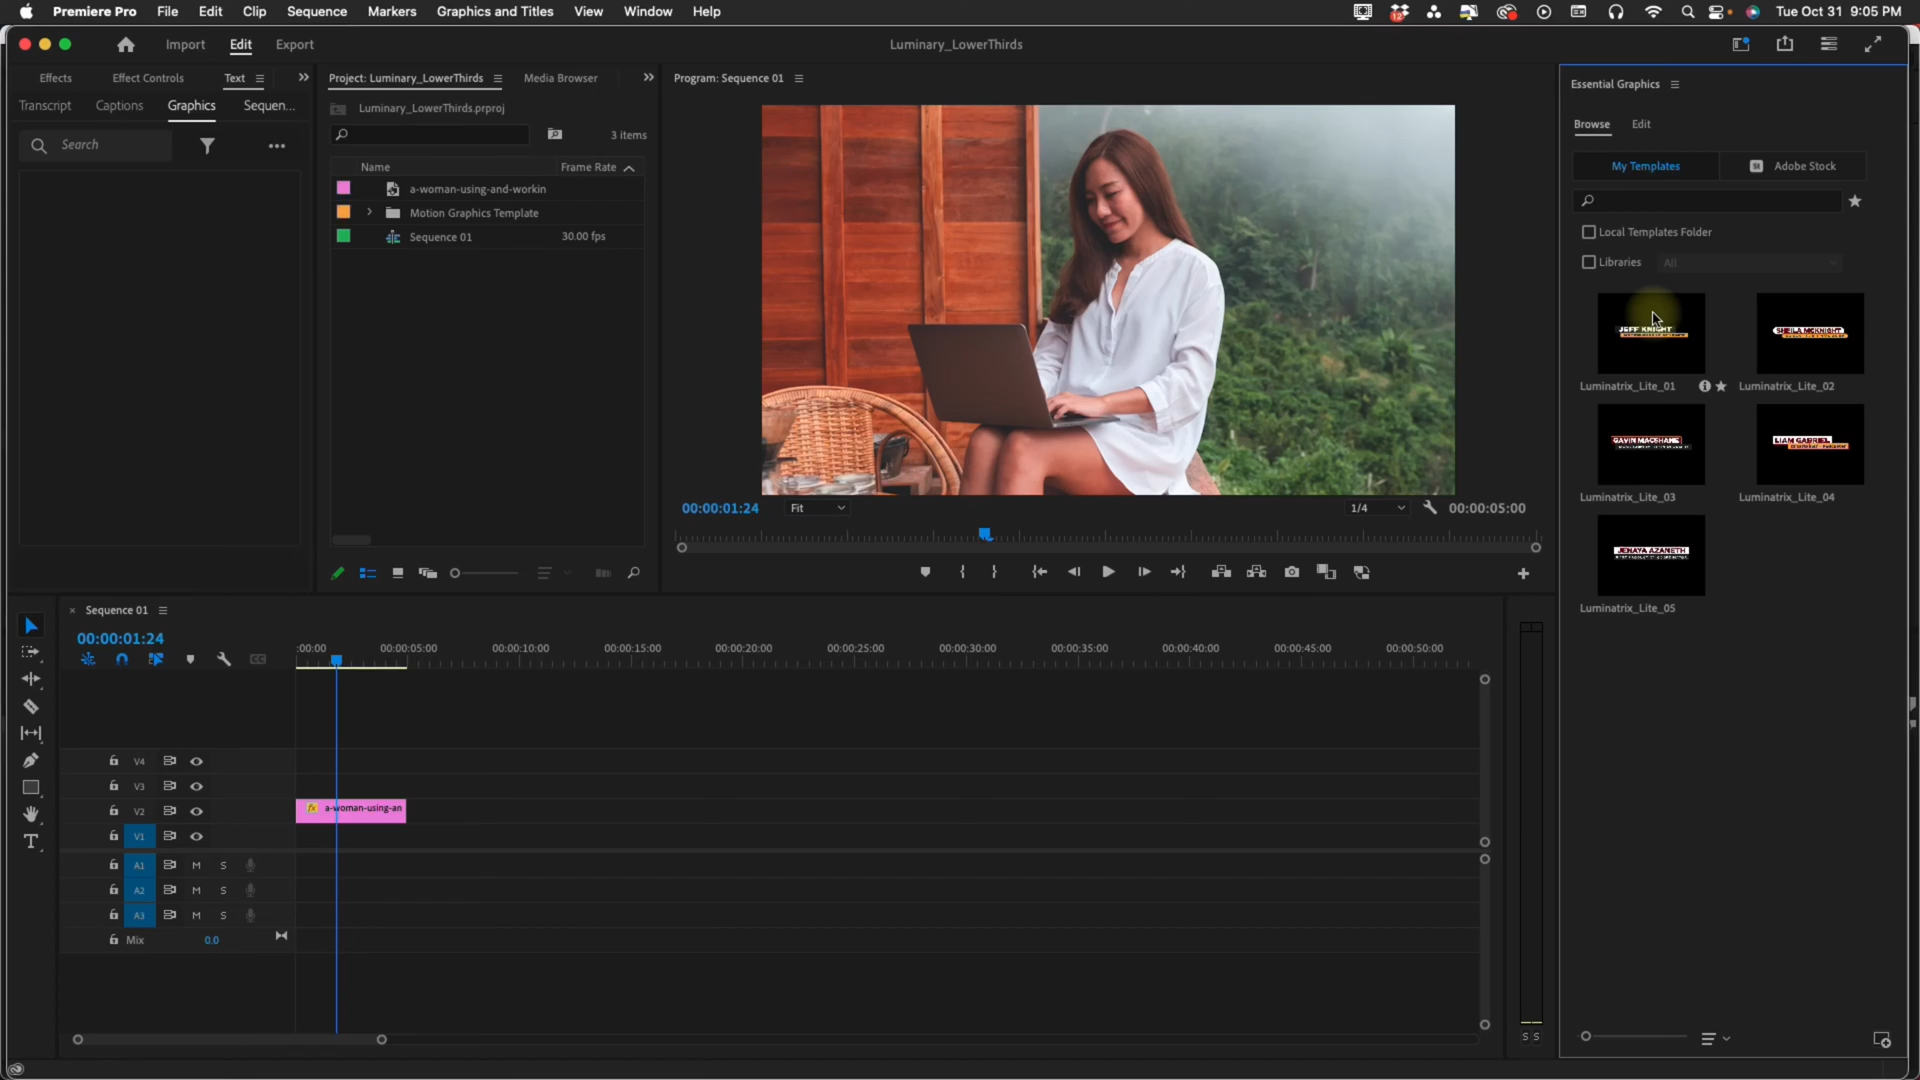 Premiere Pro File Edit Clip Sequence Markers Graphics and Titles View Window Help
12
Tue Oct 31 9:05 PM
Import Edit Export
Luminary_LowerThirds
Effects Effect Controls Text
Transcript Captions Graphics Sequen...
Search
Project: Luminary_LowerThirds Media Browser
Luminary_LowerThirds.prproj
3 items
Name Frame Rate
a-woman-using-and-workin
Motion Graphics Template
Sequence 01 30.00 fps
Program: Sequence 01
00:00:01:24 Fit 1/4 00:00:05:00
Essential Graphics
Browse Edit
My Templates St Adobe Stock
Local Templates Folder
Libraries All
JEFF KNIGHT
SHEILA MCKNIGHT
Luminatrix_Lite_01 Luminatrix_Lite_02
GAVIN MACSHANE
LIAM GABRIEL
Luminatrix_Lite_03 Luminatrix_Lite_04
JENAYA AZANETH
Luminatrix_Lite_05
× Sequence 01
00:00:01:24
CC
:00:00 00:00:05:00 00:00:10:00 00:00:15:00 00:00:20:00 00:00:25:00 00:00:30:00 00:00:35:00 00:00:40:00 00:00:45:00 00:00:50:00
V4
V3
V2 fx a-woman-using-an
V1
A1 M S
A2 M S
A3 M S
Mix 0.0
S S
T